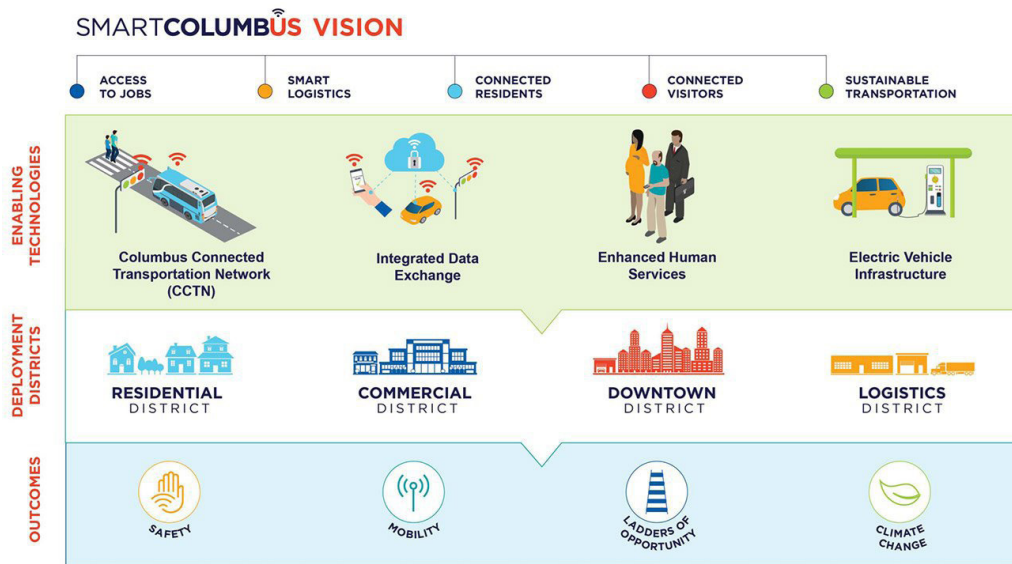 SMARTCOLUMBUS VISION
ACCESS
TO JOBS
SMART
LOGISTICS
CONNECTED
RESIDENTS
CONNECTED
VISITORS
SUSTAINABLE
TRANSPORTATION
ENABLING
TECHNOLOGIES
Columbus Connected
Transportation Network
(CCTN)
Integrated Data
Exchange
Enhanced Human
Services
Electric Vehicle
Infrastructure
DEPLOYMENT
DISTRICTS
RESIDENTIAL
DISTRICT
COMMERCIAL
DISTRICT
DOWNTOWN
DISTRICT
LOGISTICS
DISTRICT
OUTCOMES
SAFETY
MOBILITY
LADDERS OF
OPPORTUNITY
CLIMATE
CHANGE